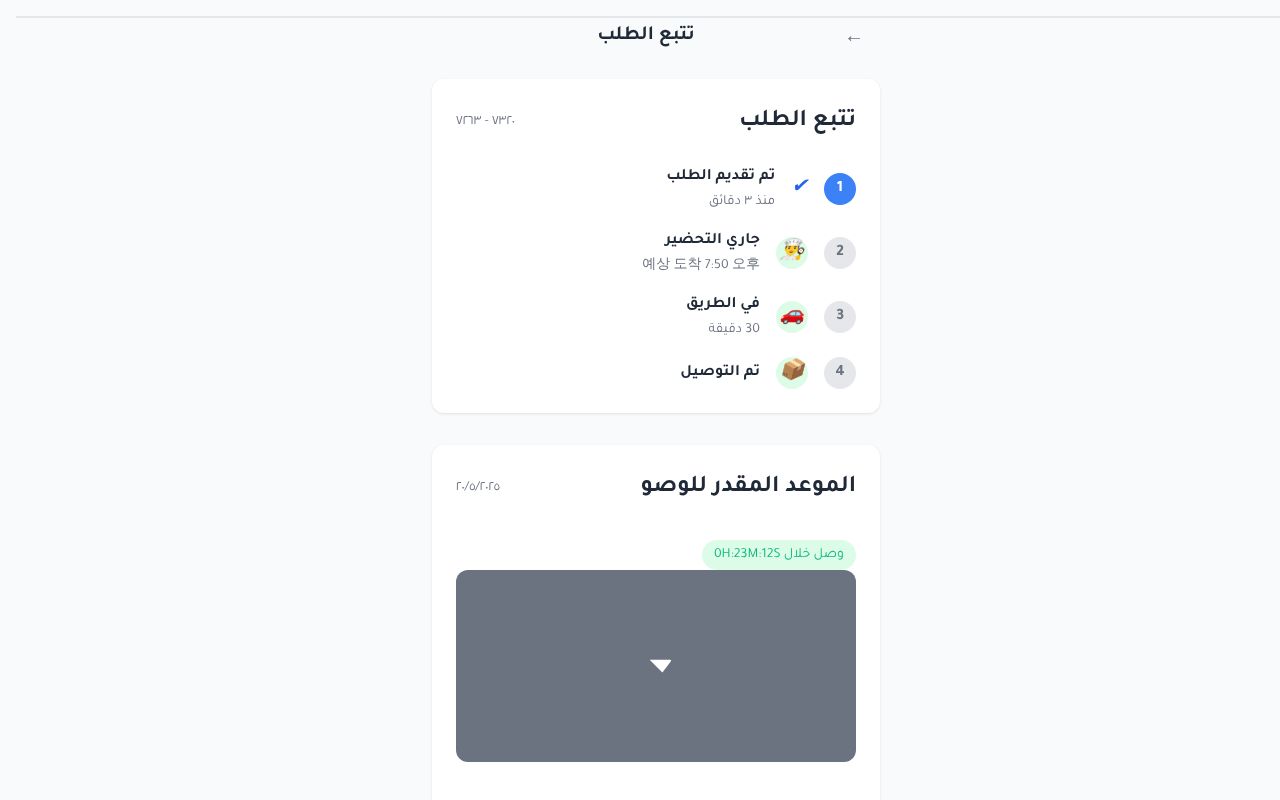 تتبع الطلب
←
تتبع الطلب
٧٢٦٣ - ٧٣٢٠
1
✔
تم تقديم الطلب
منذ ٣ دقائق
2
جاري التحضير
예상 도착 7:50 오후
3
في الطريق
30 دقيقة
4
تم التوصيل
الموعد المقدر للوصو
٢٠/٥/٢٠٢٥
وصل خلال 0H:23M:12S